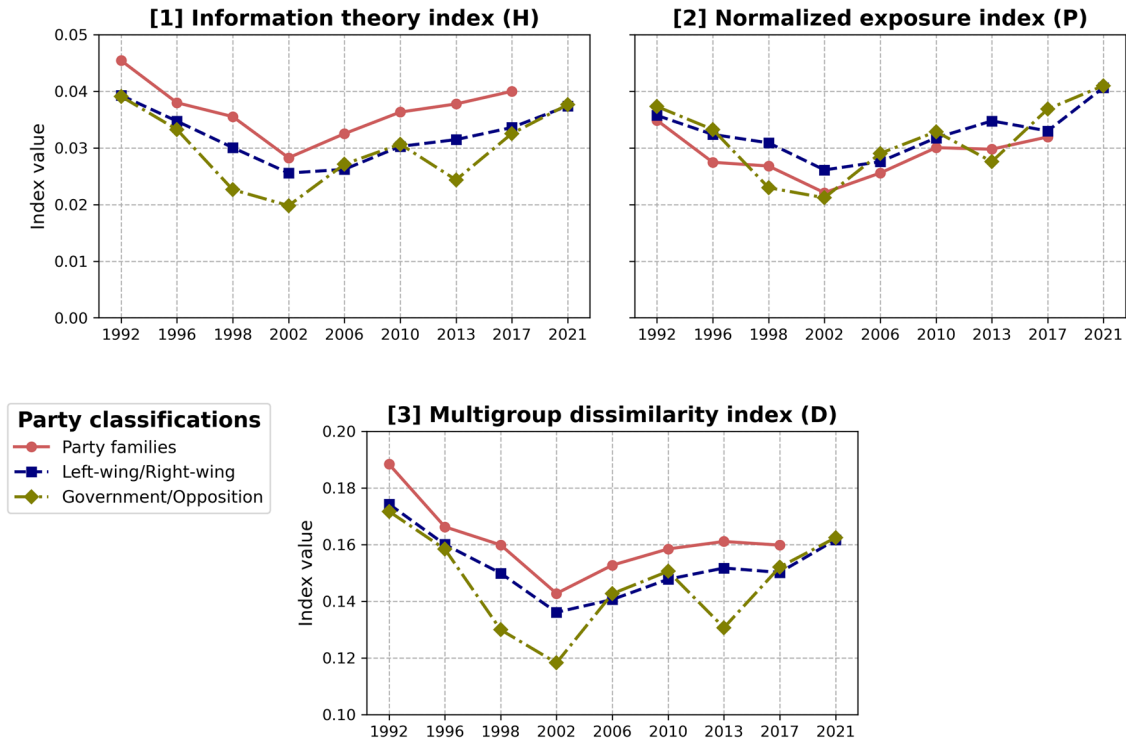 [1] Information theory index (H)
[2] Normalized exposure index (P)
0.05
0.04
0.03
0.02
0.01
0.00
Index value
1992 1996 1998 2002 2006 2010 2013 2017 2021
1992 1996 1998 2002 2006 2010 2013 2017 2021
Party classifications
Party families
Left-wing/Right-wing
Government/Opposition
[3] Multigroup dissimilarity index (D)
0.20
0.18
0.16
0.14
0.12
0.10
Index value
1992 1996 1998 2002 2006 2010 2013 2017 2021